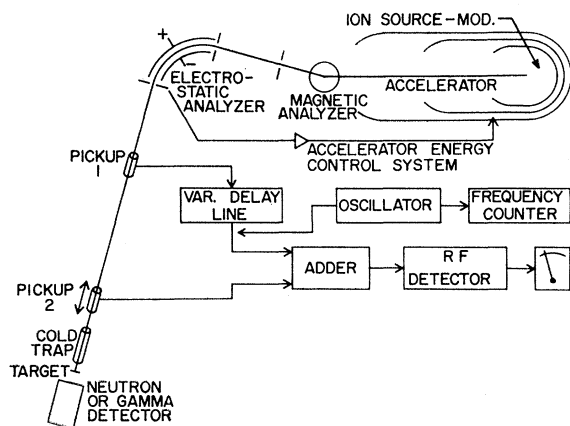 ION SOURCE-MOD.
+
-
ELECTRO-
STATIC
ANALYZER
MAGNETIC
ANALYZER
ACCELERATOR
ACCELERATOR ENERGY
CONTROL SYSTEM
PICKUP
1
VAR. DELAY
LINE
OSCILLATOR
FREQUENCY
COUNTER
ADDER
RF
DETECTOR
PICKUP
2
COLD
TRAP
TARGET
NEUTRON
OR GAMMA
DETECTOR